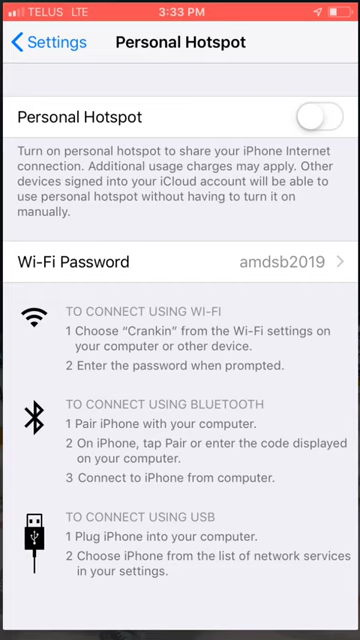 TELUS LTE 3:33 PM
Settings Personal Hotspot
Personal Hotspot
Turn on personal hotspot to share your iPhone Internet
connection. Additional usage charges may apply. Other
devices signed into your iCloud account will be able to
use personal hotspot without having to turn it on
manually.
Wi-Fi Password amdsb2019
TO CONNECT USING WI-FI
1 Choose “Crankin” from the Wi-Fi settings on
your computer or other device.
2 Enter the password when prompted.
TO CONNECT USING BLUETOOTH
1 Pair iPhone with your computer.
2 On iPhone, tap Pair or enter the code displayed
on your computer.
3 Connect to iPhone from computer.
TO CONNECT USING USB
1 Plug iPhone into your computer.
2 Choose iPhone from the list of network services
in your settings.